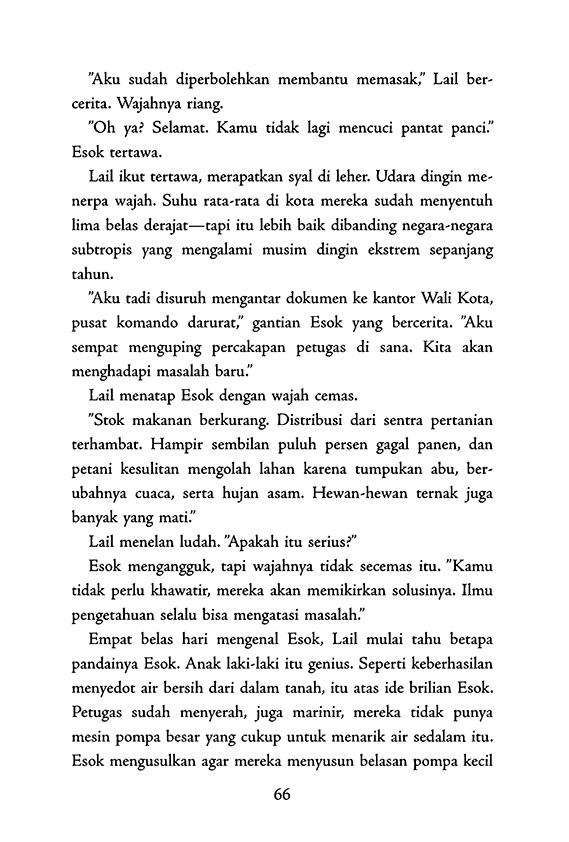 ”Aku sudah diperbolehkan membantu memasak,” Lail ber-
cerita. Wajahnya riang.
”Oh ya? Selamat. Kamu tidak lagi mencuci pantat panci.”
Esok tertawa.
Lail ikut tertawa, merapatkan syal di leher. Udara dingin me-
nerpa wajah. Suhu rata-rata di kota mereka sudah menyentuh
lima belas derajat—tapi itu lebih baik dibanding negara-negara
subtropis yang mengalami musim dingin ekstrem sepanjang
tahun.
”Aku tadi disuruh mengantar dokumen ke kantor Wali Kota,
pusat komando darurat,” gantian Esok yang bercerita. ”Aku
sempat menguping percakapan petugas di sana. Kita akan
menghadapi masalah baru.”
Lail menatap Esok dengan wajah cemas.
”Stok makanan berkurang. Distribusi dari sentra pertanian
terhambat. Hampir sembilan puluh persen gagal panen, dan
petani kesulitan mengolah lahan karena tumpukan abu, ber-
ubahnya cuaca, serta hujan asam. Hewan-hewan ternak juga
banyak yang mati.”
Lail menelan ludah. ”Apakah itu serius?”
Esok mengangguk, tapi wajahnya tidak secemas itu. ”Kamu
tidak perlu khawatir, mereka akan memikirkan solusinya. Ilmu
pengetahuan selalu bisa mengatasi masalah.”
Empat belas hari mengenal Esok, Lail mulai tahu betapa
pandainya Esok. Anak laki-laki itu genius. Seperti keberhasilan
menyedot air bersih dari dalam tanah, itu atas ide brilian Esok.
Petugas sudah menyerah, juga marinir, mereka tidak punya
mesin pompa besar yang cukup untuk menarik air sedalam itu.
Esok mengusulkan agar mereka menyusun belasan pompa kecil
66